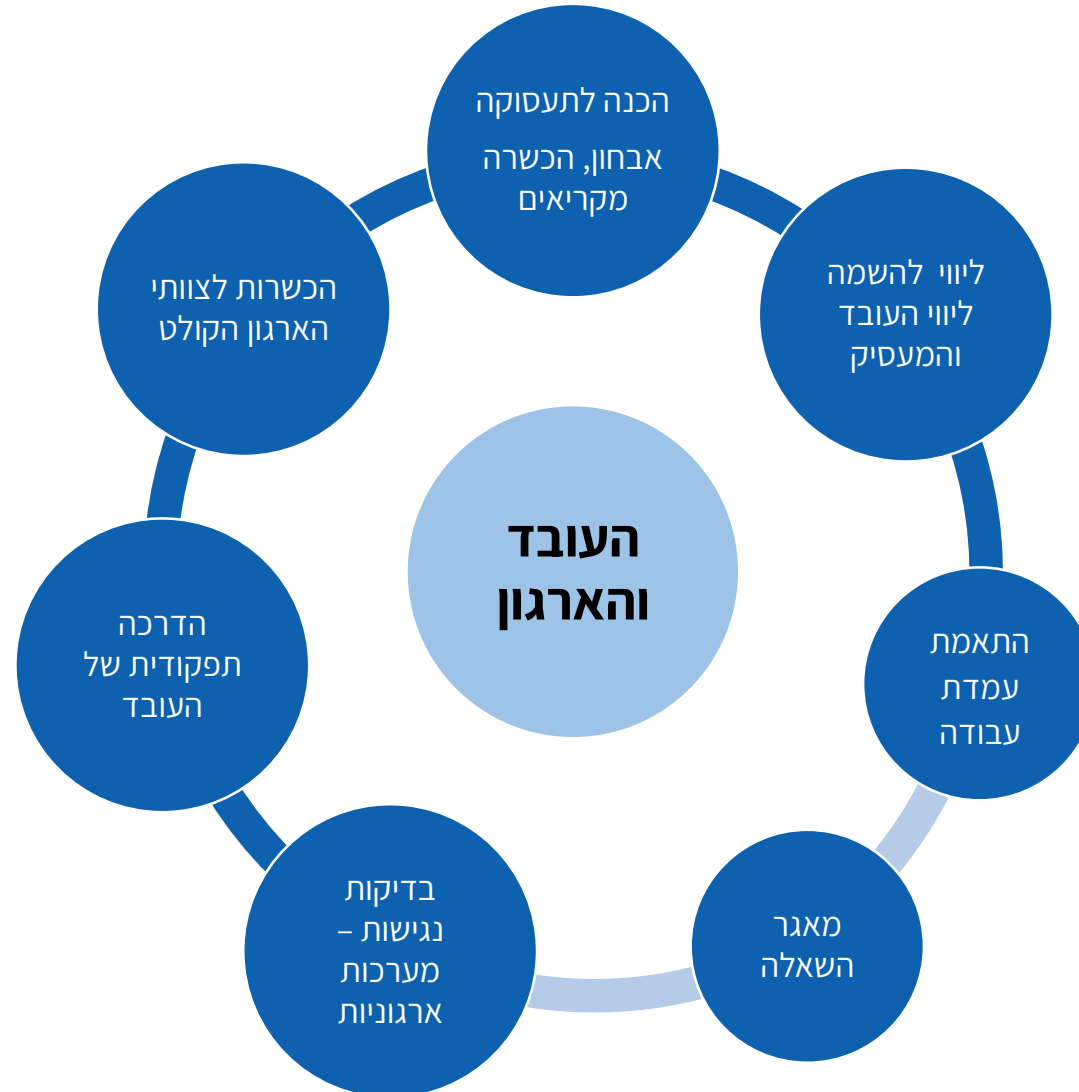 הכנה לתעסוקה
אבחון, הכשרה
מקריאים
ליווי להשמה
ליווי העובד
והמעסיק
התאמת
עמדת
עבודה
מאגר
השאלה
בדיקות
נגישות –
מערכות
ארגוניות
הדרכה
תפקודית של
העובד
הכשרות לצוותי
הארגון הקולט
העובד
והארגון